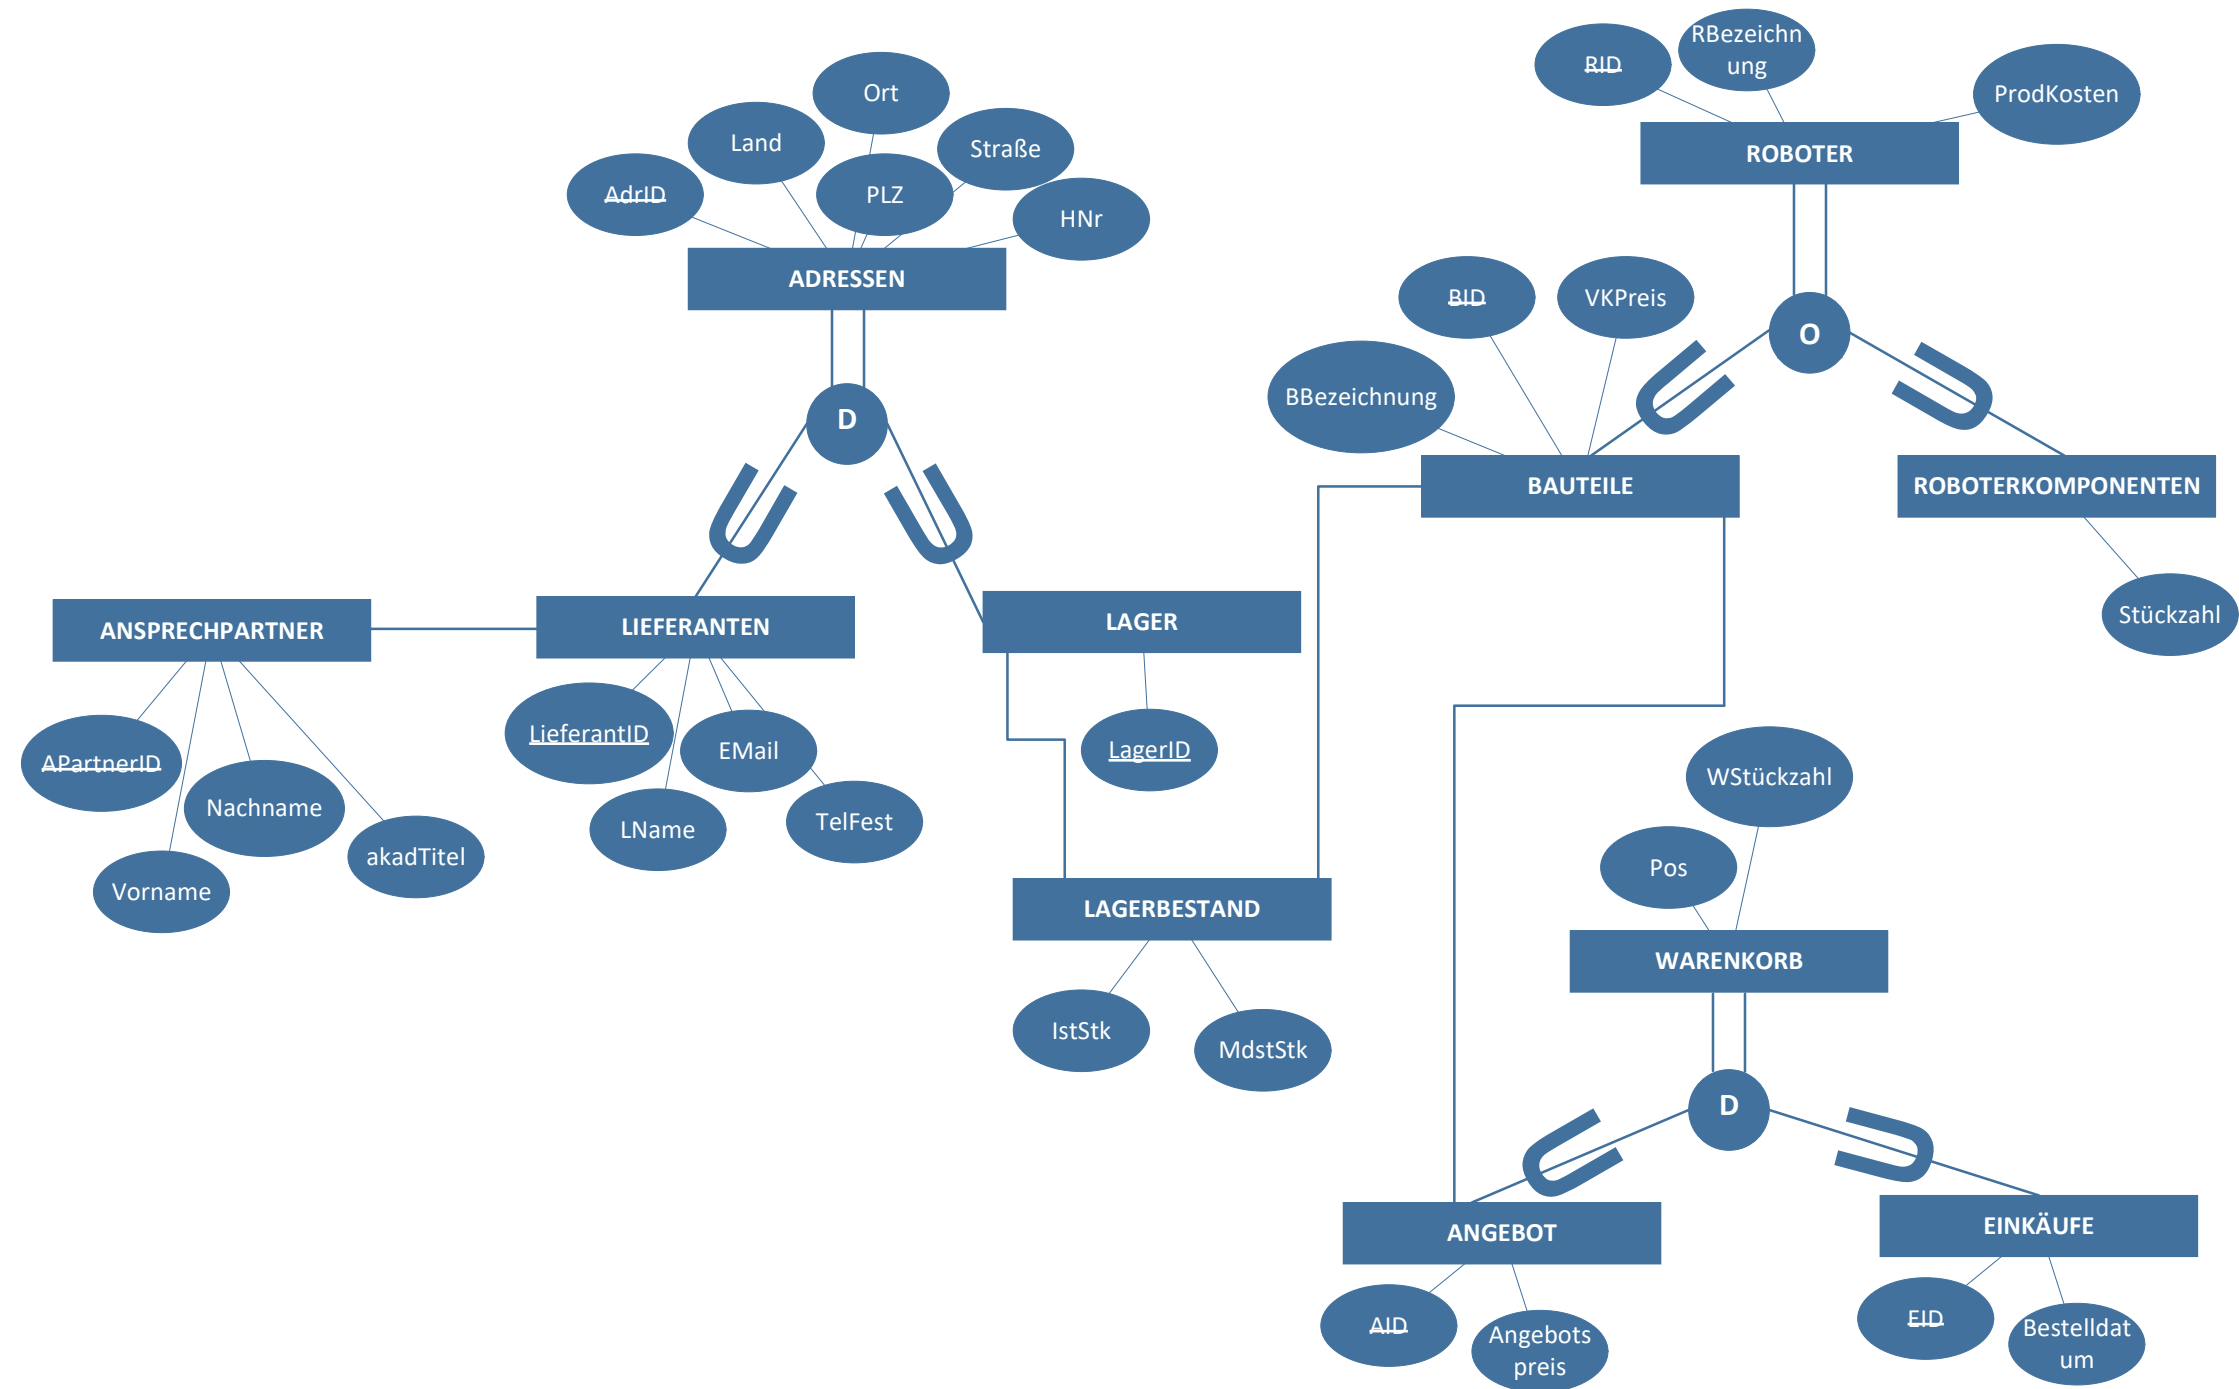 RBezeichn
ung
RID
ProdKosten
Ort
Land
Straße
ROBOTER
AdrID
PLZ
HNr
ADRESSEN
BID
VKPreis
O
BBezeichnung
D
BAUTEILE
ROBOTERKOMPONENTEN
Stückzahl
ANSPRECHPARTNER
LIEFERANTEN
LAGER
LieferantID
EMail
LagerID
APartnerID
Nachname
LName
TelFest
akadTitel
Vorname
WStückzahl
Pos
LAGERBESTAND
WARENKORB
IstStk
MdstStk
D
ANGEBOT
EINKÄUFE
AID
Angebots
preis
EID
Bestelldat
um